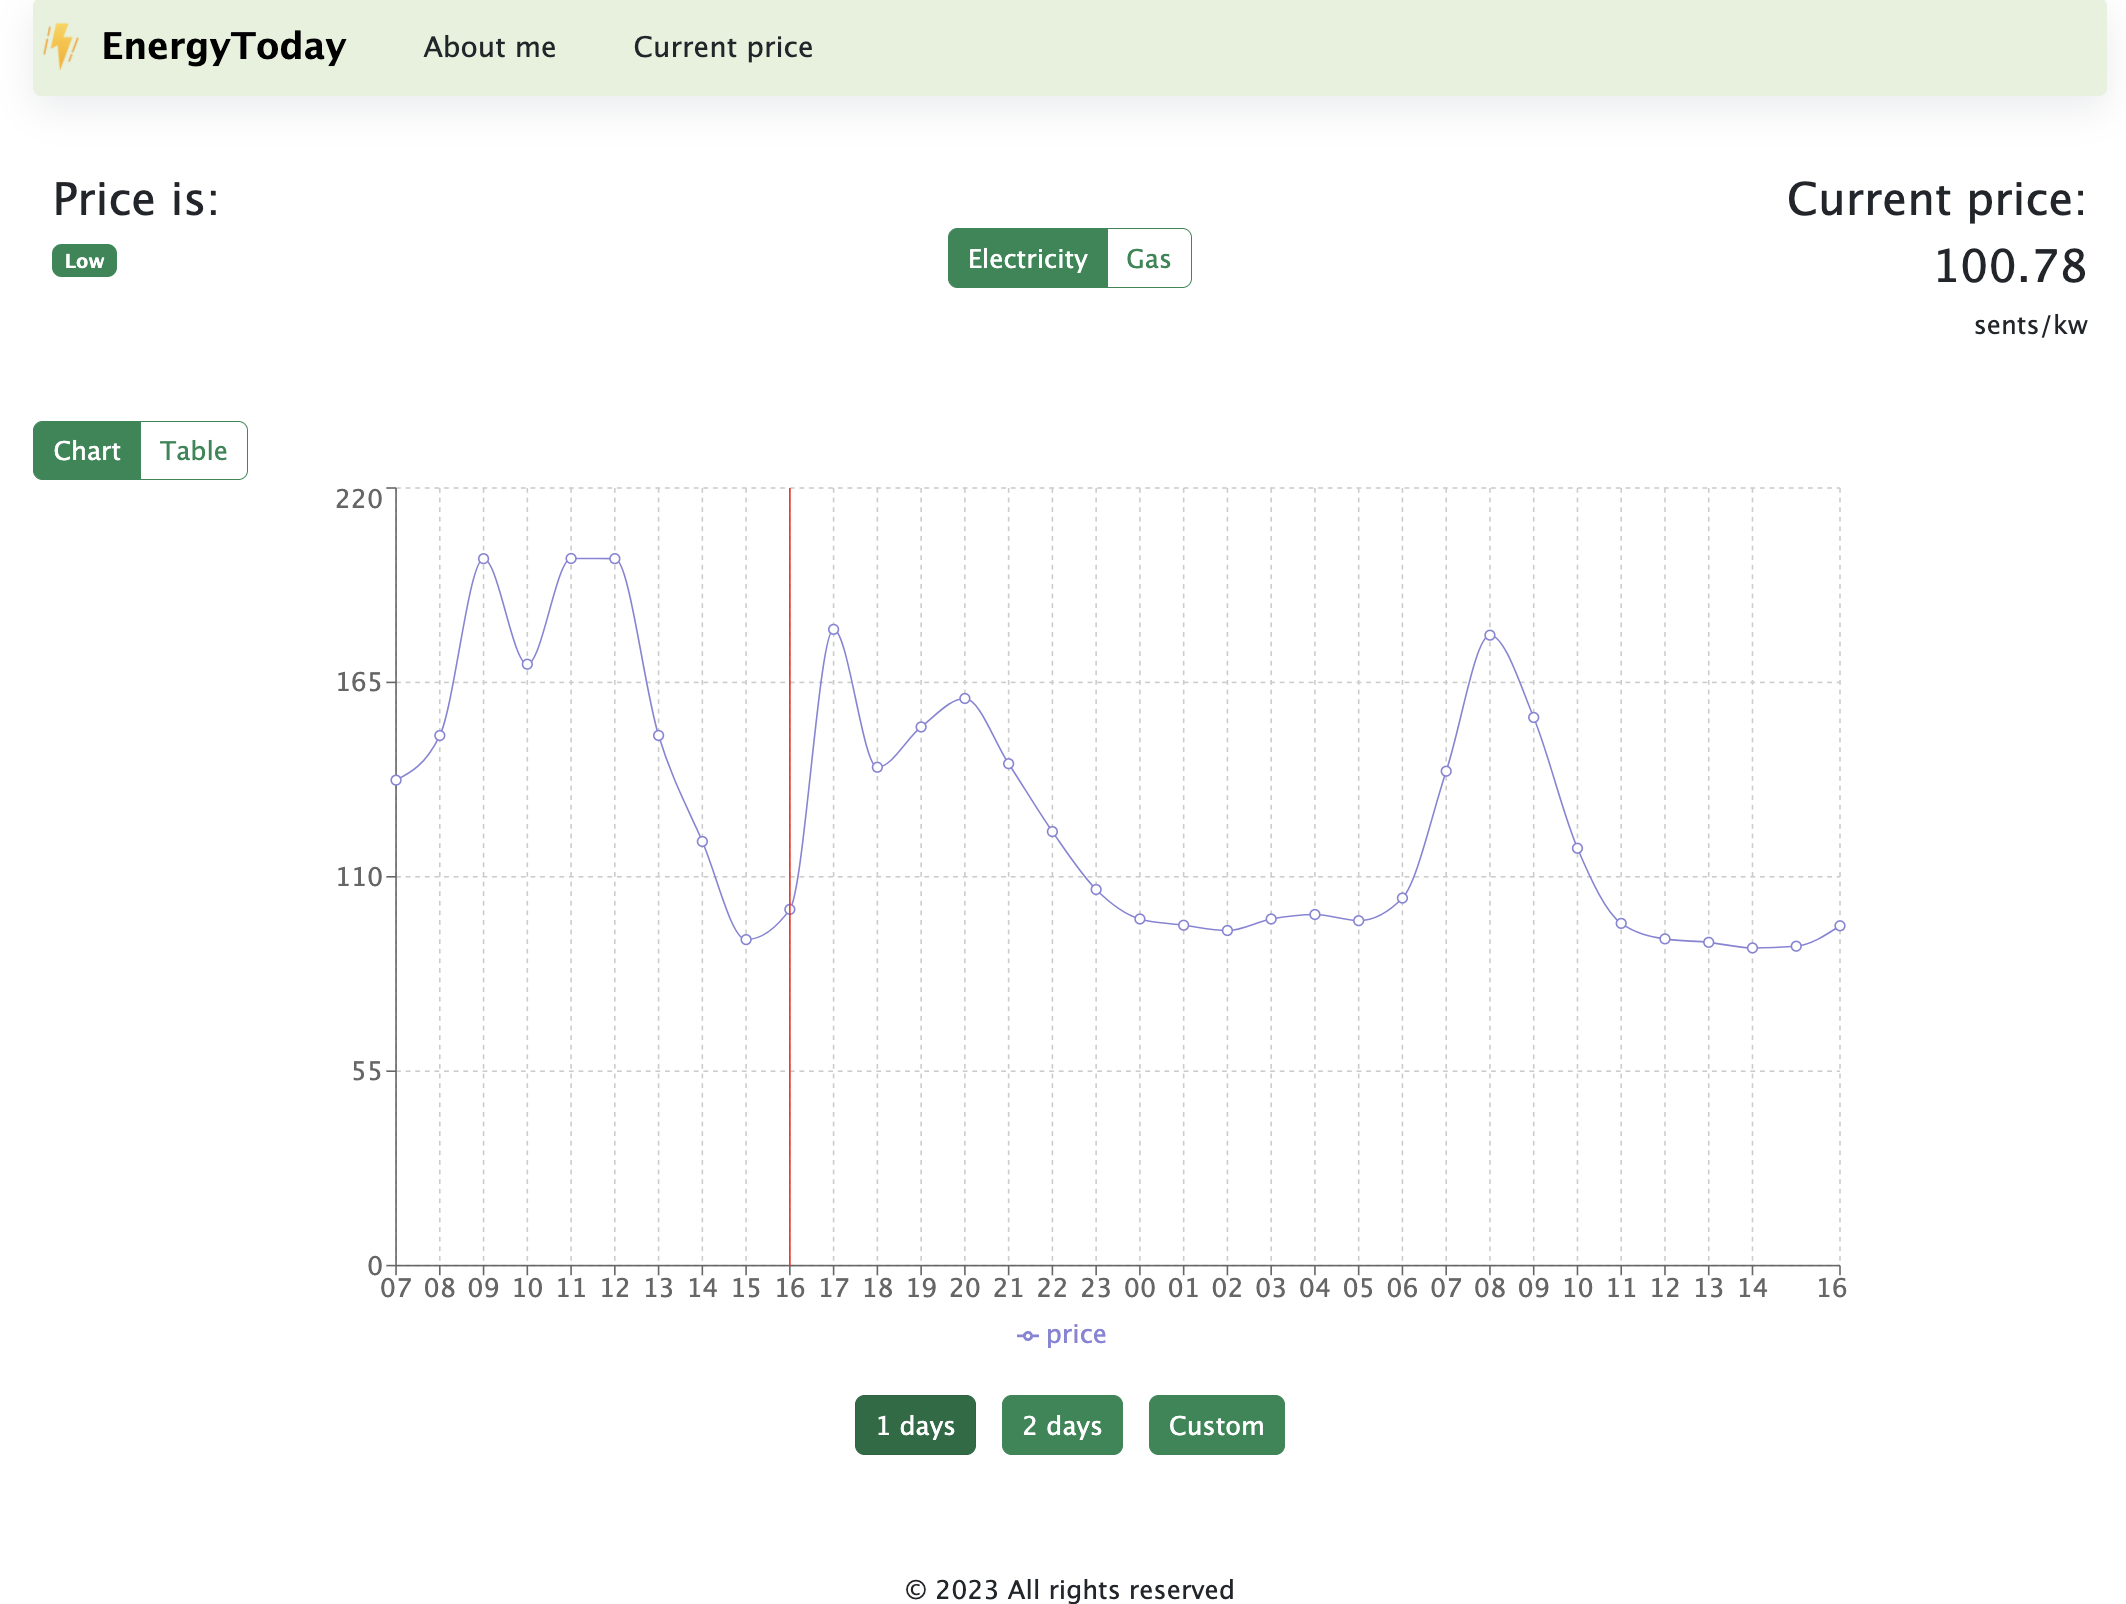 EnergyToday About me Current price
Price is:
Low
Electricity Gas
Current price:
100.78
sents/kw
Chart Table
220
165
110
55
0
07 08 09 10 11 12 13 14 15 16 17 18 19 20 21 22 23 00 01 02 03 04 05 06 07 08 09 10 11 12 13 14 16
price
1 days 2 days Custom
© 2023 All rights reserved